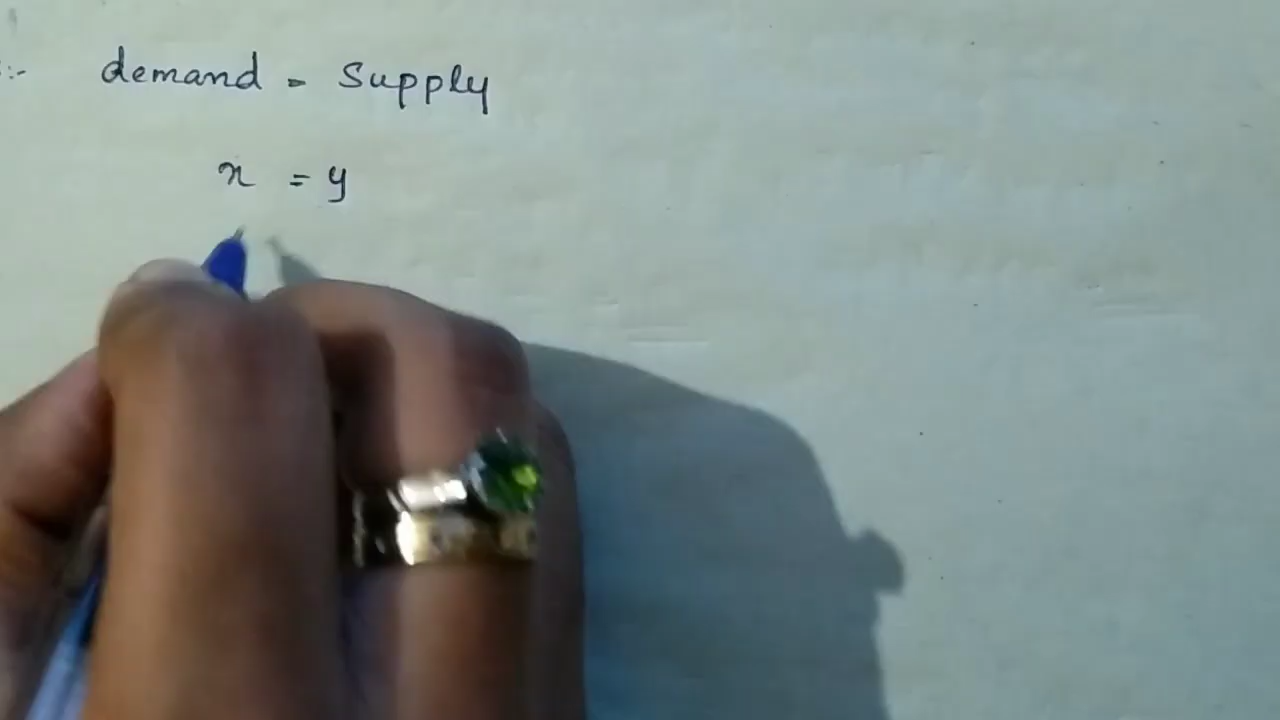 :- demand = Supply
x = y